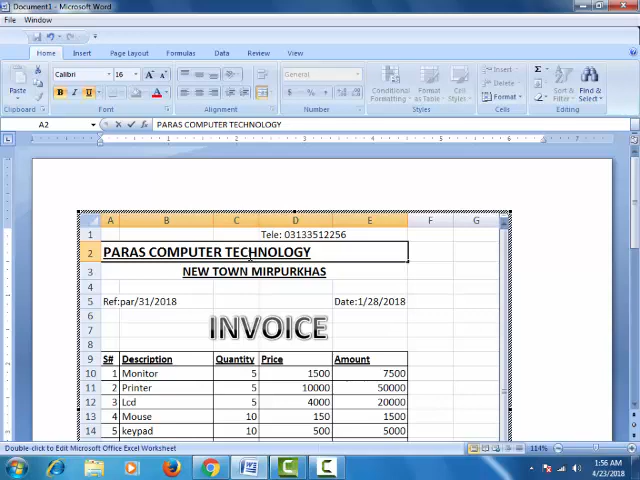 Document1 - Microsoft Word
File Window
Home Insert Page Layout Formulas Data Review View
Paste
Calibri 16 A A General Insert Σ
B I U A $ % , Delete
Conditional Formatting Format as Table Cell Styles Format Sort & Filter Find & Select
Clipboard Font Alignment Number Styles Cells Editing
A2 fx PARAS COMPUTER TECHNOLOGY
A B C D E F G
1 Tele: 03133512256
2 PARAS COMPUTER TECHNOLOGY
3 NEW TOWN MIRPURKHAS
4
5 Ref:par/31/2018 Date:1/28/2018
6
INVOICE
7
8
9 S# Description Quantity Price Amount
10 1 Monitor 5 1500 7500
11 2 Printer 5 10000 50000
12 3 Lcd 5 4000 20000
13 4 Mouse 10 150 1500
14 5 keypad 10 500 5000
Double-click to Edit Microsoft Office Excel Worksheet 114%
1:56 AM
4/23/2018